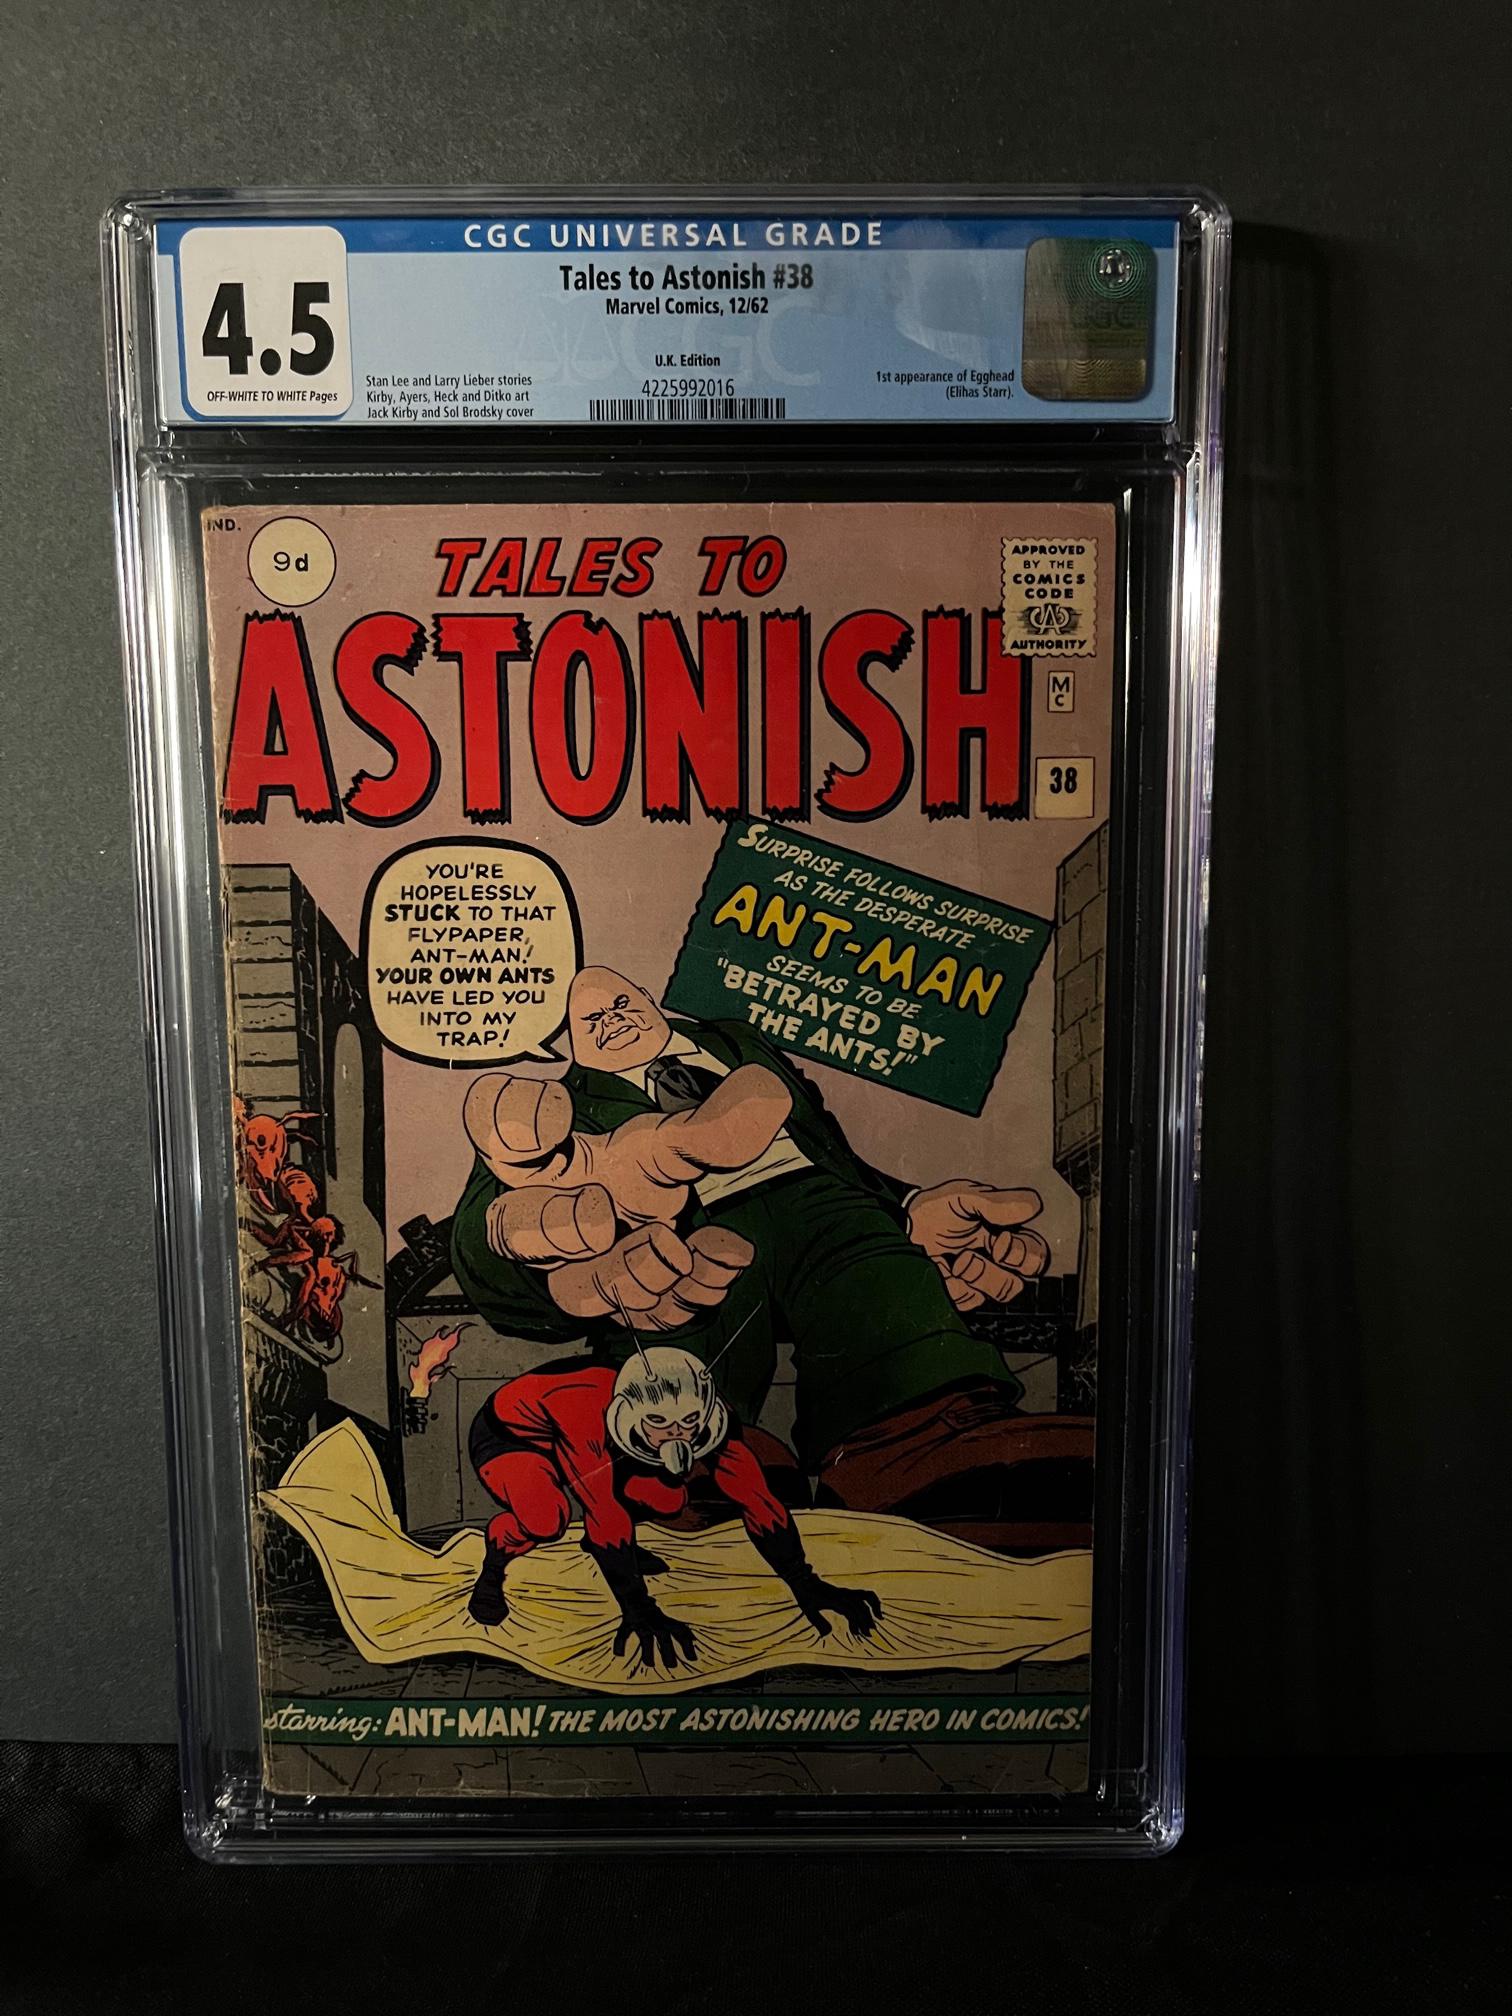 CGC UNIVERSAL GRADE
4.5
OFF-WHITE TO WHITE Pages
Tales to Astonish #38
Marvel Comics, 12/62
U.K. Edition
Stan Lee and Larry Lieber stories
Kirby, Ayers, Heck and Ditko art
Jack Kirby and Sol Brodsky cover
4225992016
1st appearance of Egghead
(Elihas Starr).
CGC
IND.
9d
TALES TO
ASTONISH
APPROVED
BY THE
COMICS
CODE
CA
AUTHORITY
MC
38
YOU'RE
HOPELESSLY
STUCK TO THAT
FLYPAPER,
ANT-MAN!
YOUR OWN ANTS
HAVE LED YOU
INTO MY
TRAP!
SURPRISE FOLLOWS SURPRISE
AS THE DESPERATE
ANT-MAN
SEEMS TO BE
"BETRAYED BY
THE ANTS!"
starring: ANT-MAN! THE MOST ASTONISHING HERO IN COMICS!